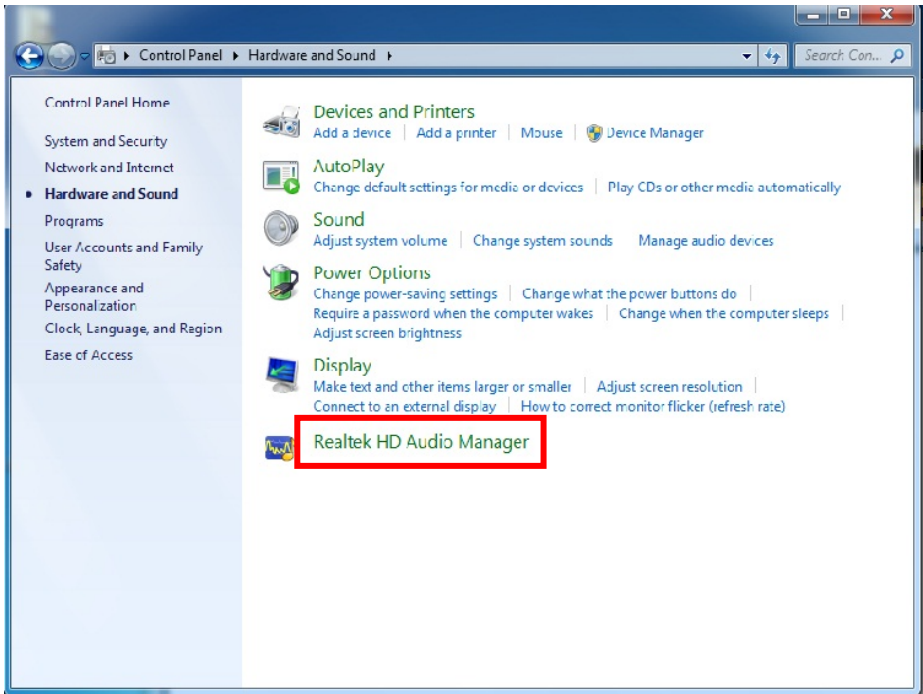 Control Panel Hardware and Sound
Search Con...
Control Panel Home
System and Security
Network and Internet
Hardware and Sound
Programs
User Accounts and Family
Safety
Appearance and
Personalization
Clock, Language, and Region
Ease of Access
Devices and Printers
Add a device Add a printer Mouse Device Manager
AutoPlay
Change default settings for media or devices Play CDs or other media automatically
Sound
Adjust system volume Change system sounds Manage audio devices
Power Options
Change power-saving settings Change what the power buttons do
Require a password when the computer wakes Change when the computer sleeps
Adjust screen brightness
Display
Make text and other items larger or smaller Adjust screen resolution
Connect to an external display How to correct monitor flicker (refresh rate)
Realtek HD Audio Manager